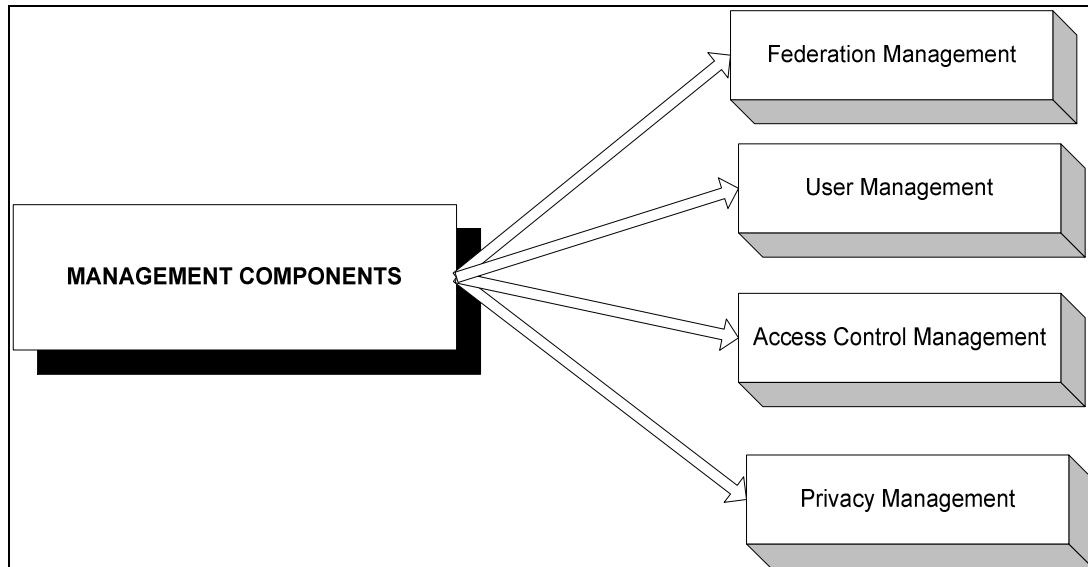 Federation Management
User Management
MANAGEMENT COMPONENTS
Access Control Management
Privacy Management